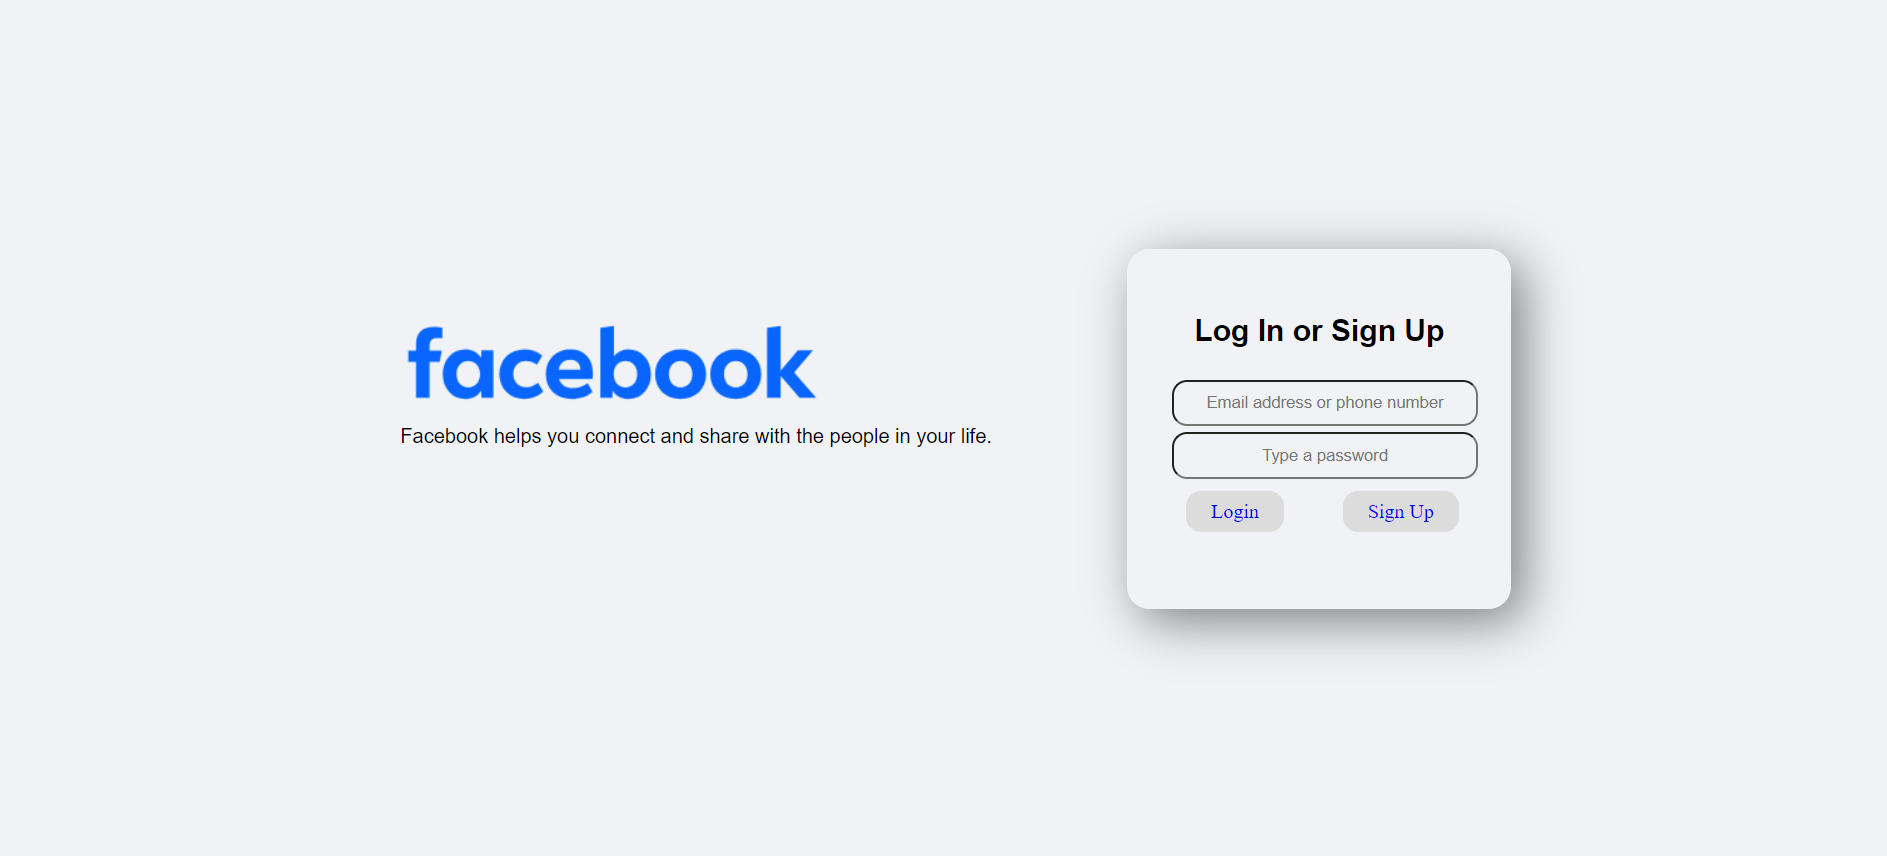 facebook
Facebook helps you connect and share with the people in your life.
Log In or Sign Up
Email address or phone number
Type a password
Login
Sign Up